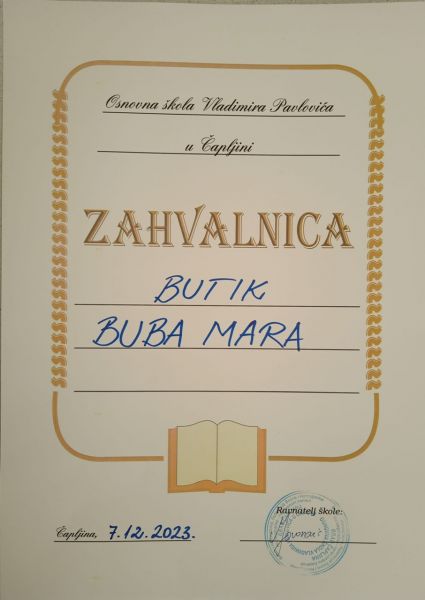 Osnovna škola Vladimira Pavlovića
u Čapljini
ZAHVALNICA
BUTIK
BUBA MARA
Čapljina, 7.12.2023.
Ravnatelj škole: